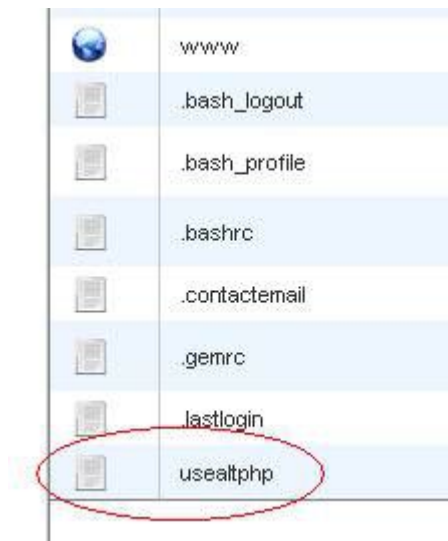 www
.bash_logout
.bash_profile
.bashrc
.contactemail
.gemrc
.lastlogin
usealtphp